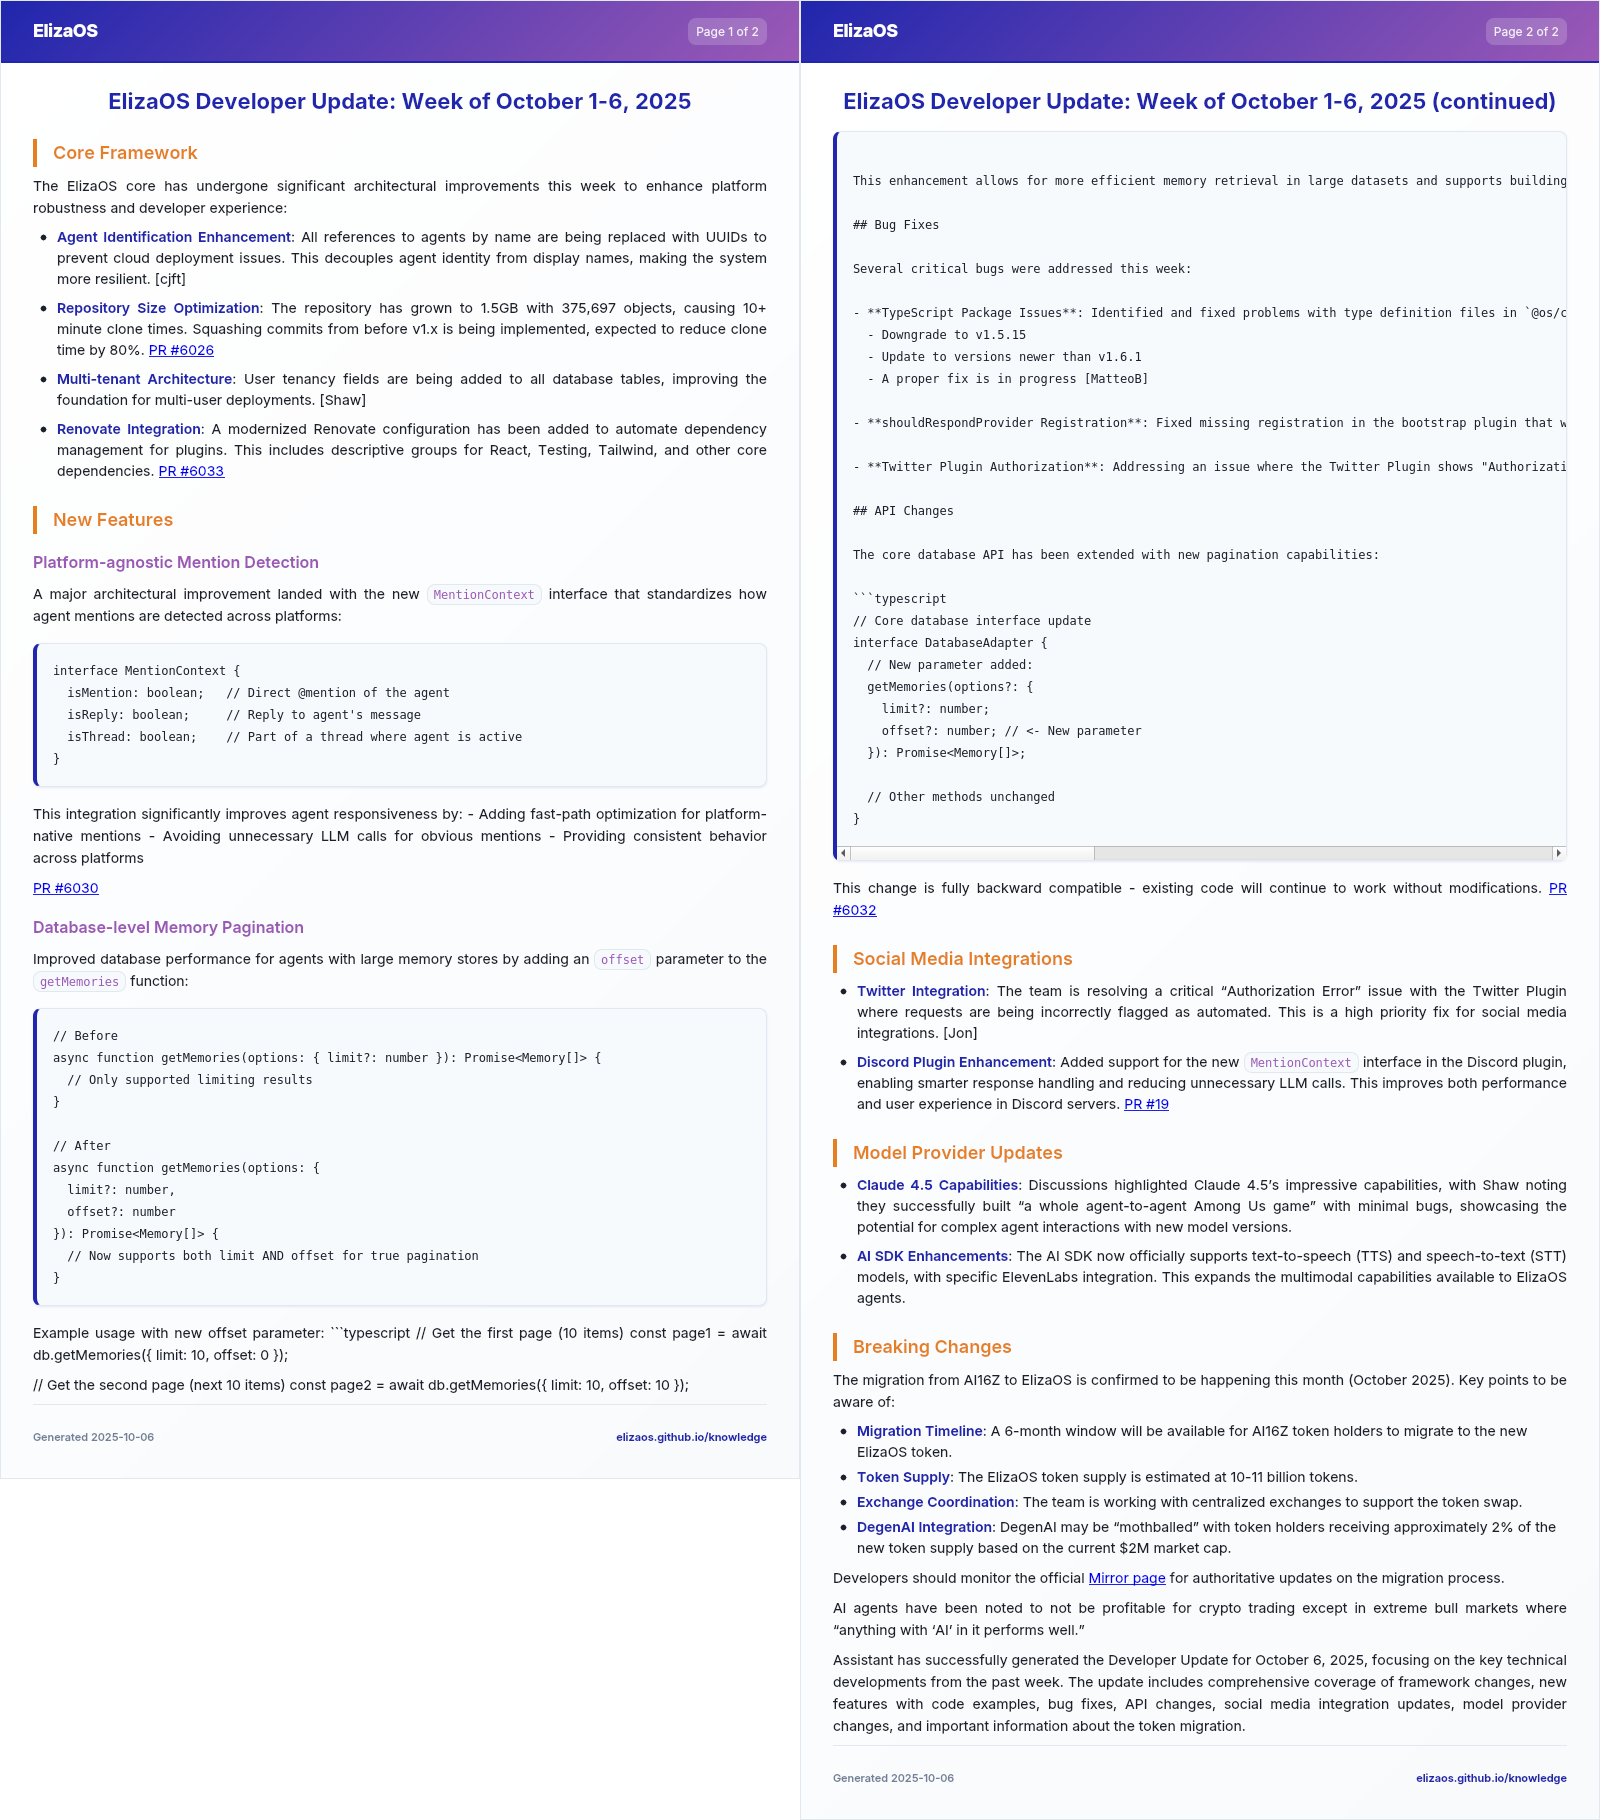 ElizaOS
Page 1 of 2
ElizaOS Developer Update: Week of October 1-6, 2025
Core Framework
The ElizaOS core has undergone significant architectural improvements this week to enhance platform
robustness and developer experience:
• Agent Identification Enhancement: All references to agents by name are being replaced with UUIDs to
prevent cloud deployment issues. This decouples agent identity from display names, making the system
more resilient. [cjft]
• Repository Size Optimization: The repository has grown to 1.5GB with 375,697 objects, causing 10+
minute clone times. Squashing commits from before v1.x is being implemented, expected to reduce clone
time by 80%. PR #6026
• Multi-tenant Architecture: User tenancy fields are being added to all database tables, improving the
foundation for multi-user deployments. [Shaw]
• Renovate Integration: A modernized Renovate configuration has been added to automate dependency
management for plugins. This includes descriptive groups for React, Testing, Tailwind, and other core
dependencies. PR #6033
New Features
Platform-agnostic Mention Detection
A major architectural improvement landed with the new MentionContext interface that standardizes how
agent mentions are detected across platforms:
interface MentionContext {
  isMention: boolean;   // Direct @mention of the agent
  isReply: boolean;     // Reply to agent's message
  isThread: boolean;    // Part of a thread where agent is active
}
This integration significantly improves agent responsiveness by: - Adding fast-path optimization for platform-
native mentions - Avoiding unnecessary LLM calls for obvious mentions - Providing consistent behavior
across platforms
PR #6030
Database-level Memory Pagination
Improved database performance for agents with large memory stores by adding an offset parameter to the
getMemories function:
// Before
async function getMemories(options: { limit?: number }): Promise<Memory[]> {
  // Only supported limiting results
}
// After
async function getMemories(options: {
  limit?: number,
  offset?: number
}): Promise<Memory[]> {
  // Now supports both limit AND offset for true pagination
}
Example usage with new offset parameter: ```typescript // Get the first page (10 items) const page1 = await
db.getMemories({ limit: 10, offset: 0 });
// Get the second page (next 10 items) const page2 = await db.getMemories({ limit: 10, offset: 10 });
Generated 2025-10-06
elizaos.github.io/knowledge
ElizaOS
Page 2 of 2
ElizaOS Developer Update: Week of October 1-6, 2025 (continued)
This enhancement allows for more efficient memory retrieval in large datasets and supports building
## Bug Fixes
Several critical bugs were addressed this week:
- **TypeScript Package Issues**: Identified and fixed problems with type definition files in `@os/c
  - Downgrade to v1.5.15
  - Update to versions newer than v1.6.1
  - A proper fix is in progress [MatteoB]
- **shouldRespondProvider Registration**: Fixed missing registration in the bootstrap plugin that w
- **Twitter Plugin Authorization**: Addressing an issue where the Twitter Plugin shows "Authorizati
## API Changes
The core database API has been extended with new pagination capabilities:
```typescript
// Core database interface update
interface DatabaseAdapter {
  // New parameter added:
  getMemories(options?: {
    limit?: number;
    offset?: number; // <- New parameter
  }): Promise<Memory[]>;
  // Other methods unchanged
}
This change is fully backward compatible - existing code will continue to work without modifications. PR
#6032
Social Media Integrations
• Twitter Integration: The team is resolving a critical “Authorization Error” issue with the Twitter Plugin
where requests are being incorrectly flagged as automated. This is a high priority fix for social media
integrations. [Jon]
• Discord Plugin Enhancement: Added support for the new MentionContext interface in the Discord plugin,
enabling smarter response handling and reducing unnecessary LLM calls. This improves both performance
and user experience in Discord servers. PR #19
Model Provider Updates
• Claude 4.5 Capabilities: Discussions highlighted Claude 4.5’s impressive capabilities, with Shaw noting
they successfully built “a whole agent-to-agent Among Us game” with minimal bugs, showcasing the
potential for complex agent interactions with new model versions.
• AI SDK Enhancements: The AI SDK now officially supports text-to-speech (TTS) and speech-to-text (STT)
models, with specific ElevenLabs integration. This expands the multimodal capabilities available to ElizaOS
agents.
Breaking Changes
The migration from AI16Z to ElizaOS is confirmed to be happening this month (October 2025). Key points to be
aware of:
• Migration Timeline: A 6-month window will be available for AI16Z token holders to migrate to the new
ElizaOS token.
• Token Supply: The ElizaOS token supply is estimated at 10-11 billion tokens.
• Exchange Coordination: The team is working with centralized exchanges to support the token swap.
• DegenAI Integration: DegenAI may be “mothballed” with token holders receiving approximately 2% of the
new token supply based on the current $2M market cap.
Developers should monitor the official Mirror page for authoritative updates on the migration process.
AI agents have been noted to not be profitable for crypto trading except in extreme bull markets where
“anything with ‘AI’ in it performs well.”
Assistant has successfully generated the Developer Update for October 6, 2025, focusing on the key technical
developments from the past week. The update includes comprehensive coverage of framework changes, new
features with code examples, bug fixes, API changes, social media integration updates, model provider
changes, and important information about the token migration.
Generated 2025-10-06
elizaos.github.io/knowledge